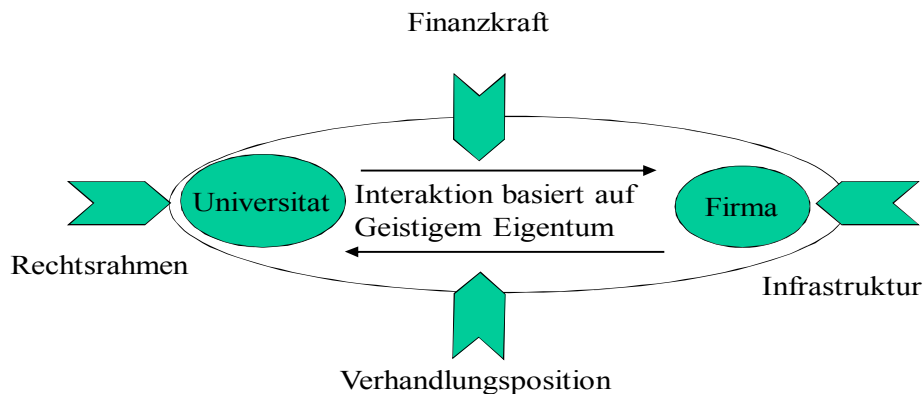 Finanzkraft
Universitat
Interaktion basiert auf
Geistigem Eigentum
Firma
Rechtsrahmen
Infrastruktur
Verhandlungsposition